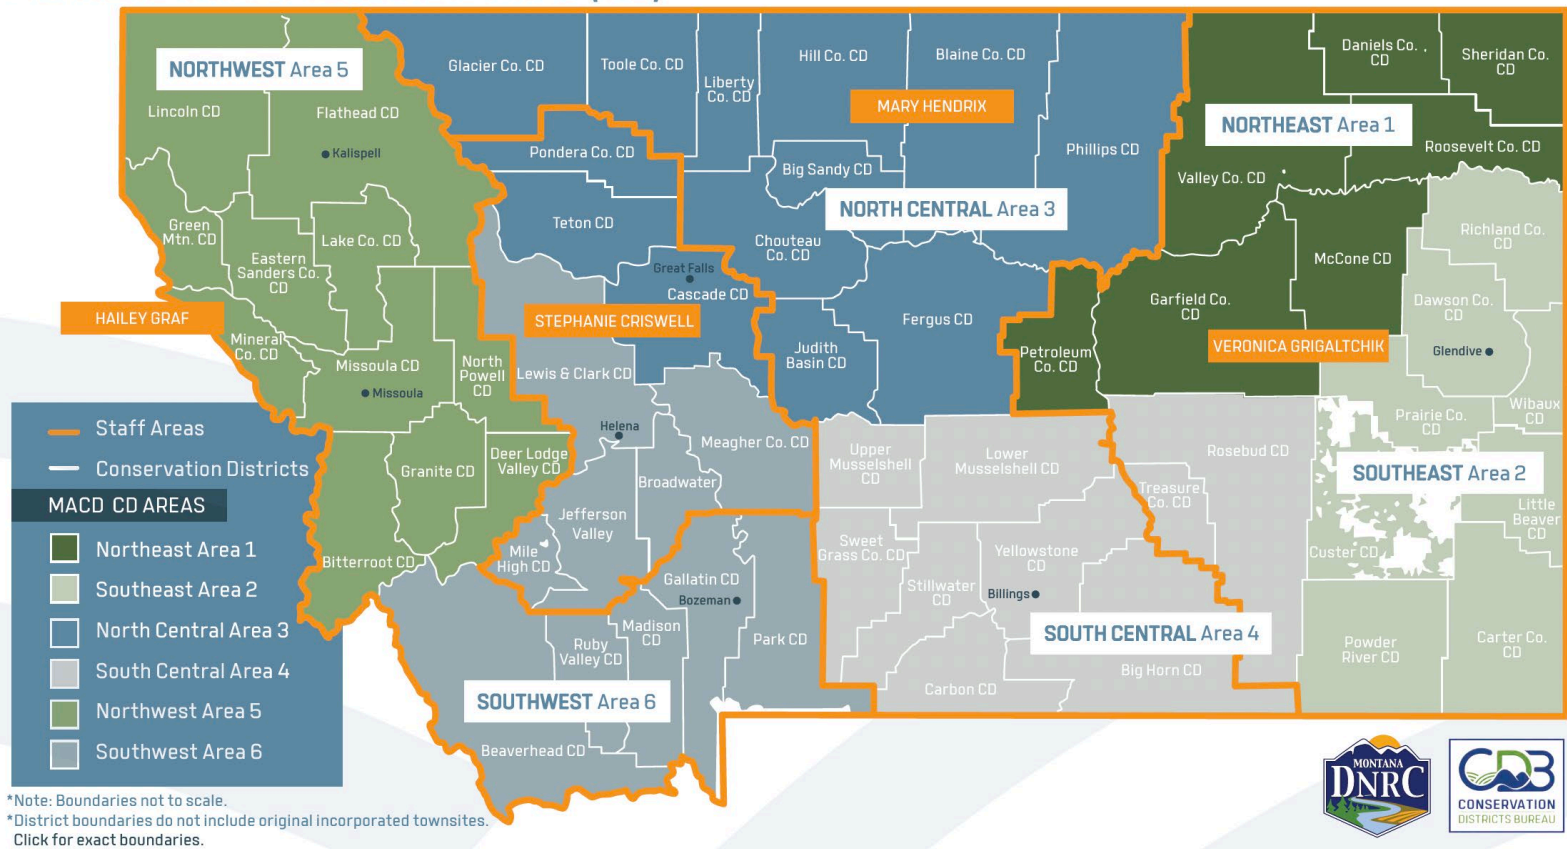 NORTHWEST Area 5
Lincoln CD
Flathead CD
Kalispell
Green
Mtn. CD
Eastern
Sanders Co.
CD
Lake Co. CD
HAILEY GRAF
Mineral
Co. CD
Missoula CD
Missoula
North
Powell
CD
Granite CD
Deer Lodge
Valley CD
Bitterroot CD
Glacier Co. CD
Toole Co. CD
Liberty
Co. CD
Hill Co. CD
Blaine Co. CD
MARY HENDRIX
Phillips CD
Pondera Co. CD
Big Sandy CD
NORTH CENTRAL Area 3
Teton CD
Chouteau
Co. CD
Great Falls
Cascade CD
STEPHANIE CRISWELL
Judith
Basin CD
Fergus CD
Lewis & Clark CD
Helena
Meagher Co. CD
Broadwater
Jefferson
Valley
Mile
High CD
Gallatin CD
Bozeman
Madison
CD
Ruby
Valley CD
Park CD
SOUTHWEST Area 6
Beaverhead CD
Daniels Co.
CD
Sheridan Co.
CD
NORTHEAST Area 1
Roosevelt Co. CD
Valley Co. CD
McCone CD
Garfield Co.
CD
Petroleum
Co. CD
VERONICA GRIGALTCHIK
Richland Co.
CD
Dawson Co.
CD
Glendive
Prairie Co.
CD
Wibaux
CD
SOUTHEAST Area 2
Little
Beaver
CD
Custer CD
Powder
River CD
Carter Co.
CD
Upper
Musselshell
CD
Lower
Musselshell CD
Rosebud CD
Treasure
Co. CD
Sweet
Grass Co. CD
Stillwater
CD
Yellowstone
CD
Billings
SOUTH CENTRAL Area 4
Carbon CD
Big Horn CD
Staff Areas
Conservation Districts
MACD CD AREAS
Northeast Area 1
Southeast Area 2
North Central Area 3
South Central Area 4
Northwest Area 5
Southwest Area 6
*Note: Boundaries not to scale.
*District boundaries do not include original incorporated townsites.
Click for exact boundaries.
MONTANA
DNRC
CDB
CONSERVATION
DISTRICTS BUREAU